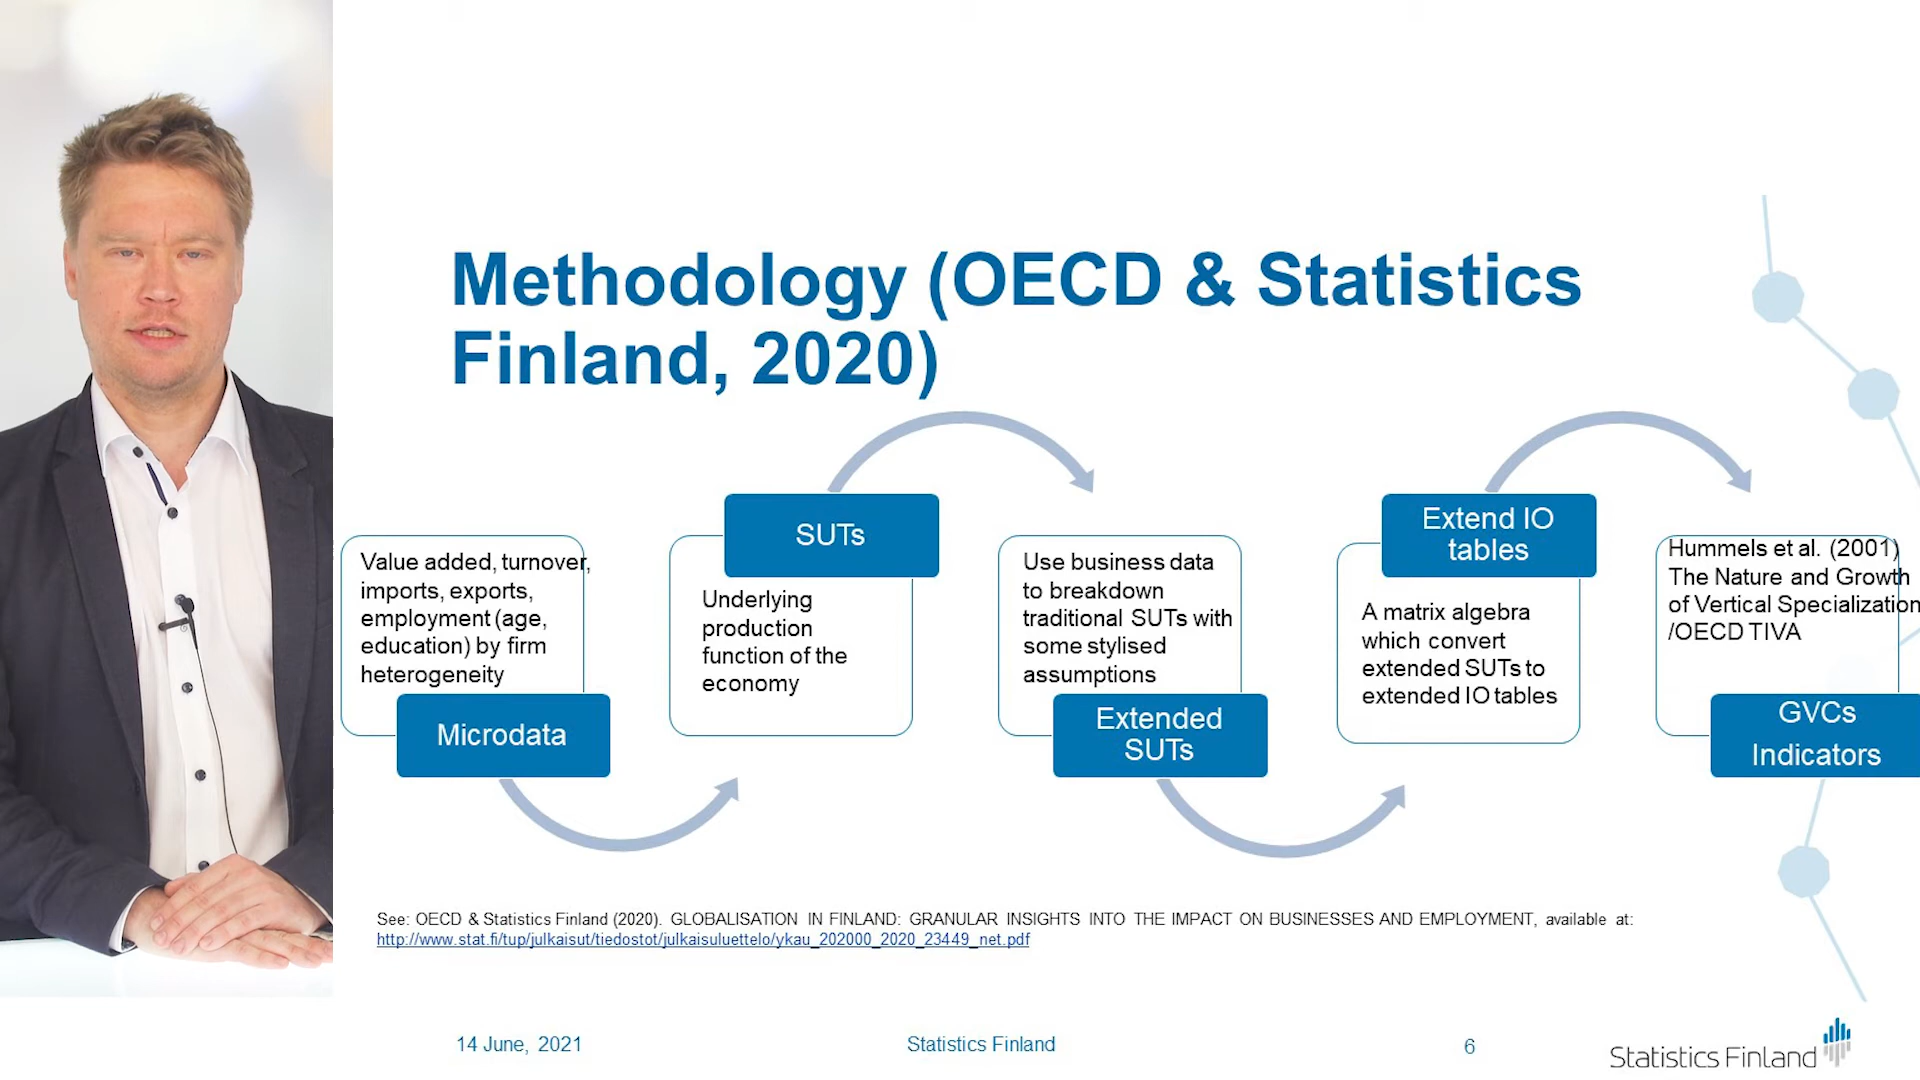 Methodology (OECD & Statistics
Finland, 2020)
Value added, turnover,
imports, exports,
employment (age,
education) by firm
heterogeneity
Microdata
SUTs
Underlying
production
function of the
economy
Use business data
to breakdown
traditional SUTs with
some stylised
assumptions
Extended
SUTs
Extend IO
tables
A matrix algebra
which convert
extended SUTs to
extended IO tables
Hummels et al. (2001)
The Nature and Growth
of Vertical Specialization
/OECD TIVA
GVCs
Indicators
See: OECD & Statistics Finland (2020). GLOBALISATION IN FINLAND: GRANULAR INSIGHTS INTO THE IMPACT ON BUSINESSES AND EMPLOYMENT, available at:
http://www.stat.fi/tup/julkaisut/tiedostot/julkaisuluettelo/ykau_202000_2020_23449_net.pdf
14 June, 2021
Statistics Finland
6
Statistics Finland